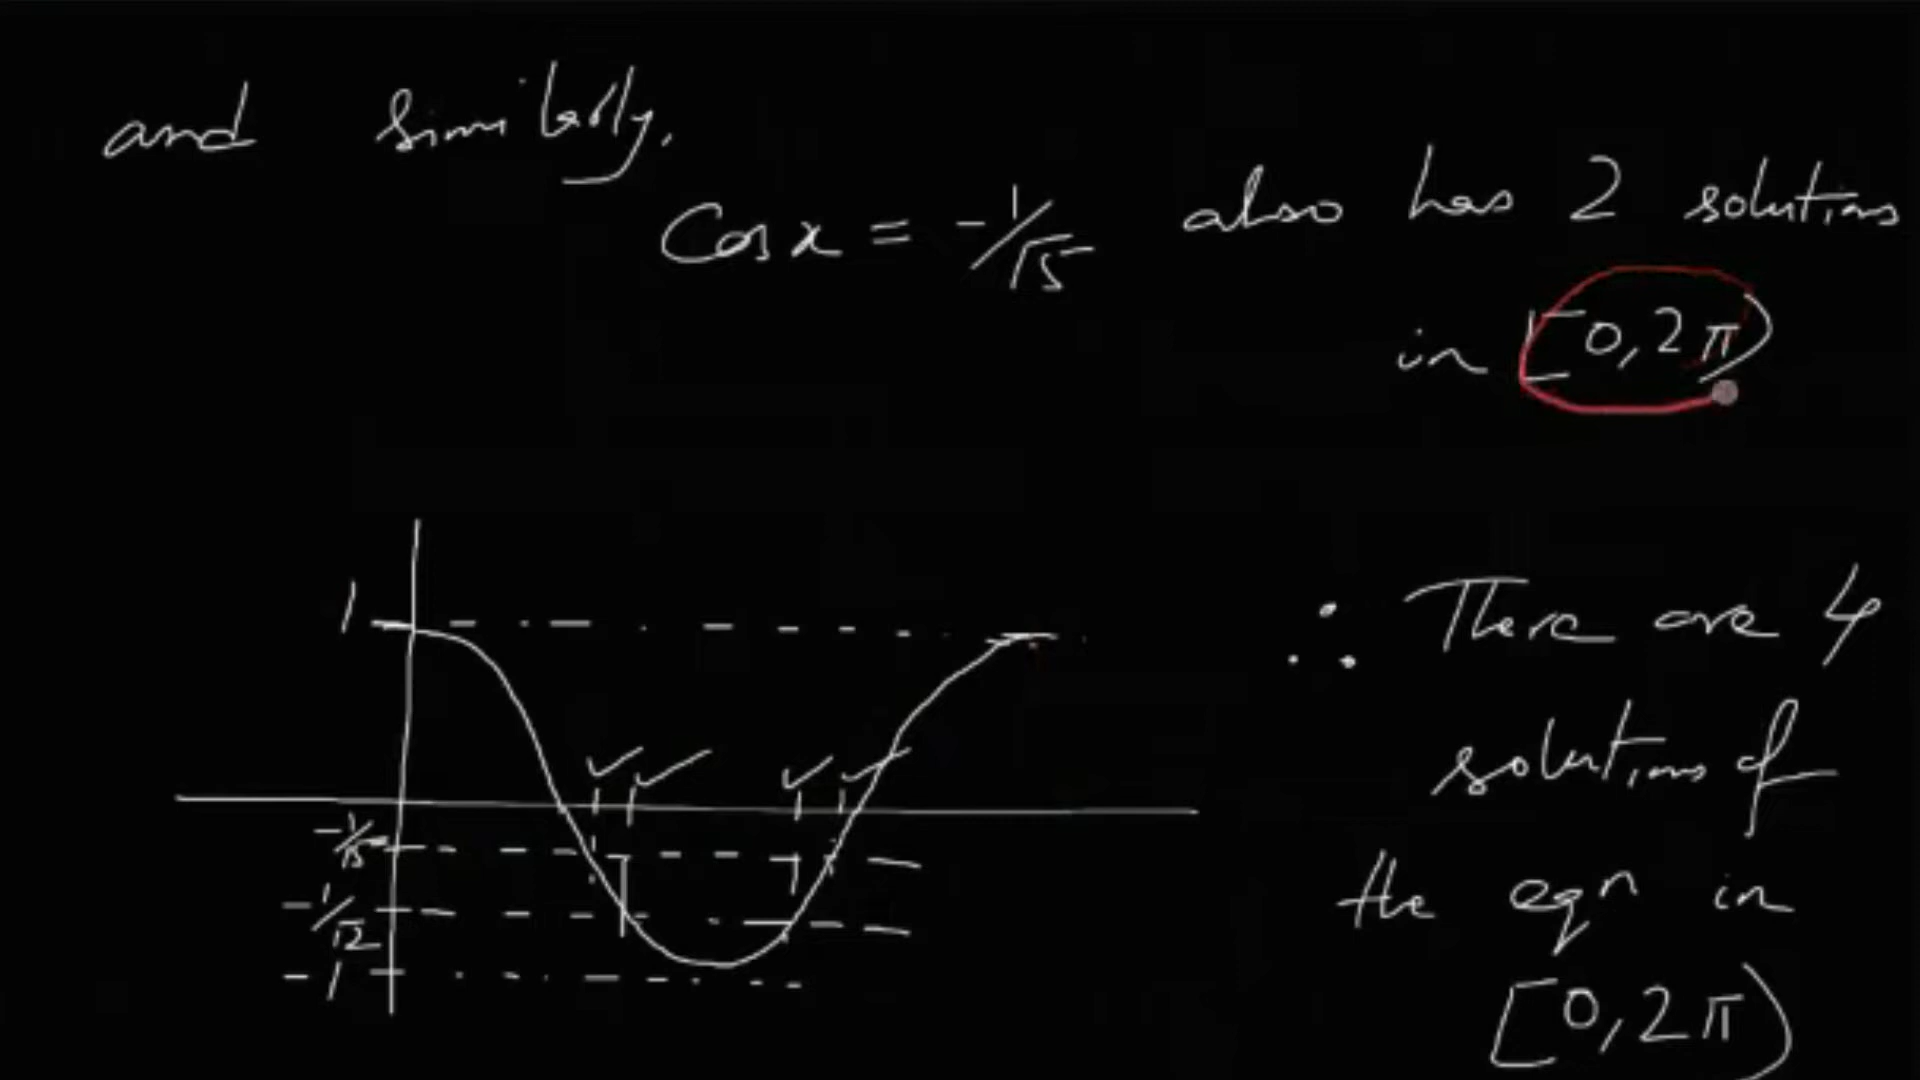 and similarly,
Cos x = -1/√5 also has 2 solutions
in [0, 2π)
1
∴ There are 4
solutions of
-1/√5
the eqn in
-1/√2
-1
[0, 2π)